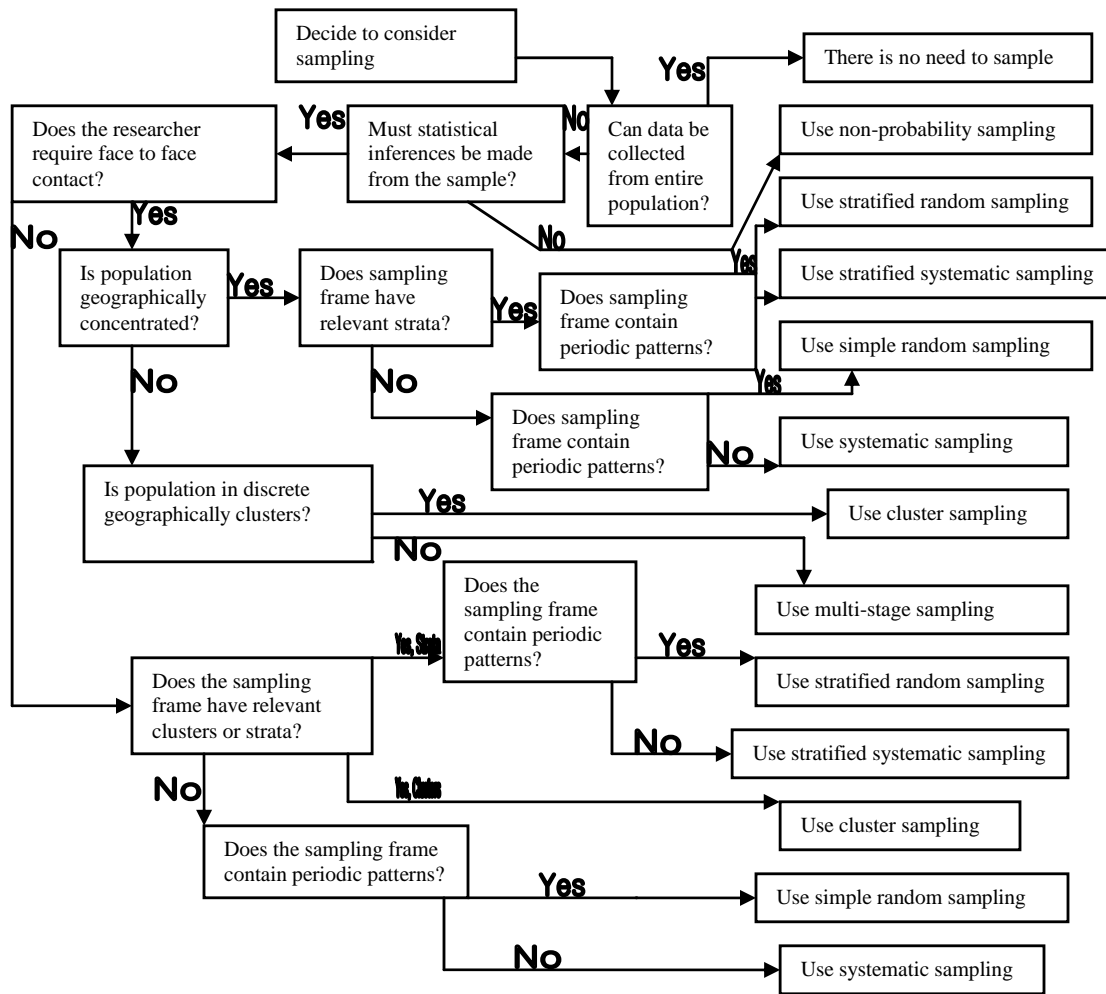 Decide to consider
sampling
Yes
There is no need to sample
Does the researcher
require face to face
contact?
Yes
Must statistical
inferences be made
from the sample?
No
Can data be
collected
from entire
population?
Use non-probability sampling
Use stratified random sampling
No
Yes
No
Is population
geographically
concentrated?
Yes
Does sampling
frame have
relevant strata?
Yes
Does sampling
frame contain
periodic patterns?
Yes
Use stratified systematic sampling
Use simple random sampling
No
No
Yes
Does sampling
frame contain
periodic patterns?
No
Use systematic sampling
Is population in discrete
geographically clusters?
Yes
Use cluster sampling
No
Use multi-stage sampling
Does the
sampling frame
contain periodic
patterns?
Yes, Strata
Yes
Use stratified random sampling
Does the sampling
frame have relevant
clusters or strata?
No
Use stratified systematic sampling
No
Yes, Clusters
Use cluster sampling
Does the sampling frame
contain periodic patterns?
Yes
Use simple random sampling
No
Use systematic sampling